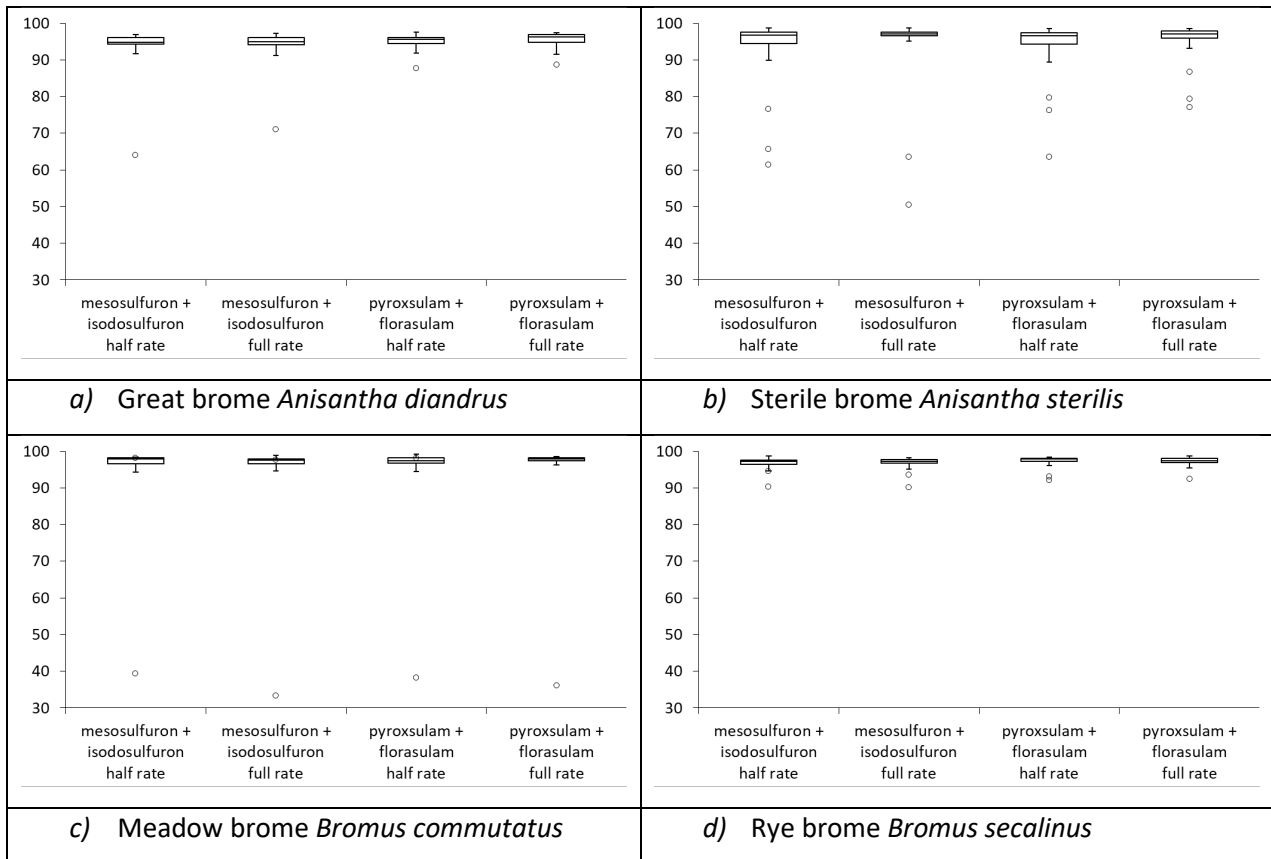 100
90
80
70
60
50
40
30
mesosulfuron + isodosulfuron half rate
mesosulfuron + isodosulfuron full rate
pyroxsulam + florasulam half rate
pyroxsulam + florasulam full rate
a) Great brome Anisantha diandrus
100
90
80
70
60
50
40
30
mesosulfuron + isodosulfuron half rate
mesosulfuron + isodosulfuron full rate
pyroxsulam + florasulam half rate
pyroxsulam + florasulam full rate
b) Sterile brome Anisantha sterilis
100
90
80
70
60
50
40
30
mesosulfuron + isodosulfuron half rate
mesosulfuron + isodosulfuron full rate
pyroxsulam + florasulam half rate
pyroxsulam + florasulam full rate
c) Meadow brome Bromus commutatus
100
90
80
70
60
50
40
30
mesosulfuron + isodosulfuron half rate
mesosulfuron + isodosulfuron full rate
pyroxsulam + florasulam half rate
pyroxsulam + florasulam full rate
d) Rye brome Bromus secalinus